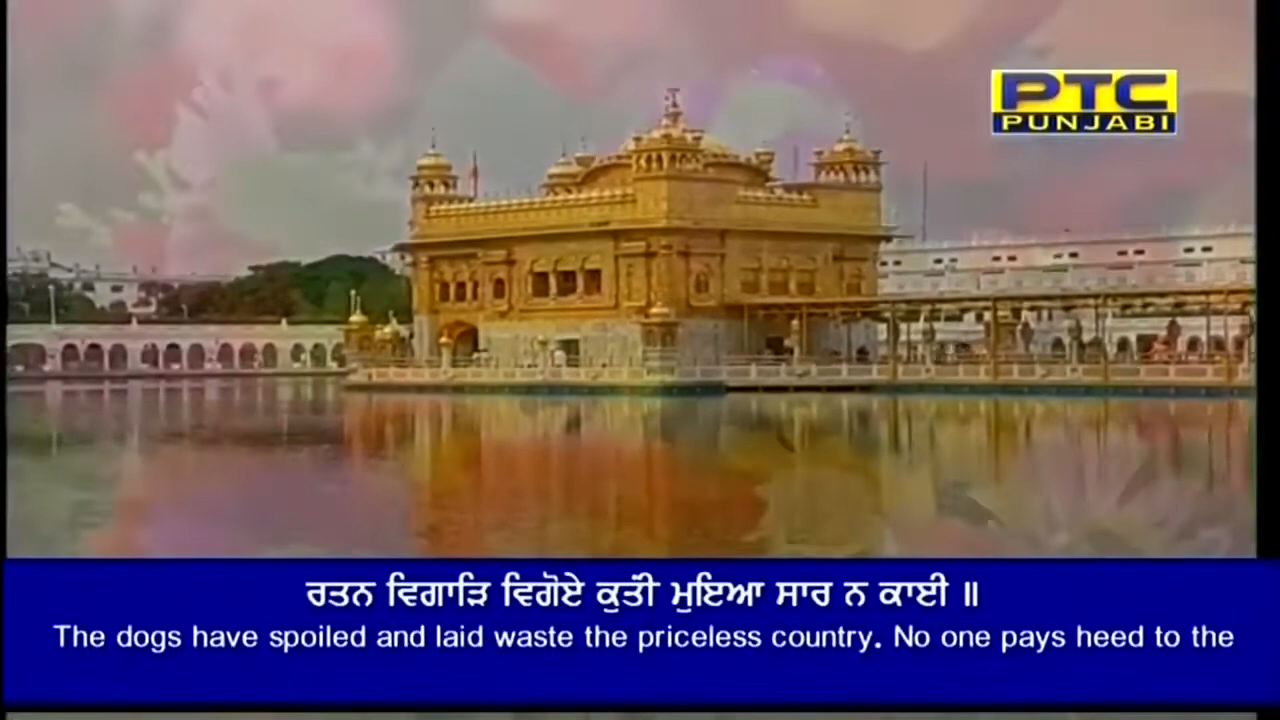 PTC
PUNJABI
ਰਤਨ ਵਿਗਾੜਿ ਵਿਗੋਏ ਕੁਤੀਂ ਮੁਇਆ ਸਾਰ ਨ ਕਾਈ ॥
The dogs have spoiled and laid waste the priceless country. No one pays heed to the